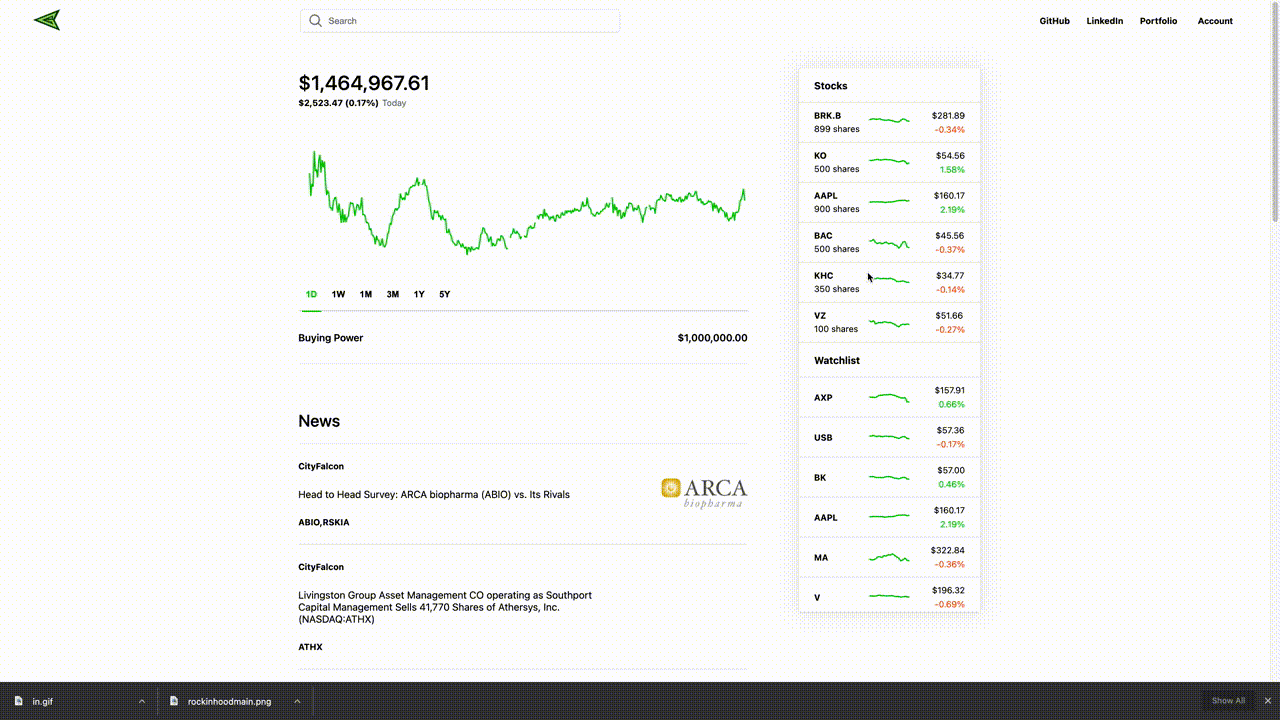 Search
GitHub
LinkedIn
Portfolio
Account
$1,464,967.61
$2,523.47 (0.17%) Today
1D
1W
1M
3M
1Y
5Y
Buying Power
$1,000,000.00
News
CityFalcon
Head to Head Survey: ARCA biopharma (ABIO) vs. Its Rivals
ABIO,RSKIA
ARCA
biopharma
CityFalcon
Livingston Group Asset Management CO operating as Southport
Capital Management Sells 41,770 Shares of Athersys, Inc.
(NASDAQ:ATHX)
ATHX
Stocks
BRK.B
$281.89
899 shares
-0.34%
KO
$54.56
500 shares
1.58%
AAPL
$160.17
900 shares
2.19%
BAC
$45.56
500 shares
-0.37%
KHC
$34.77
350 shares
-0.14%
VZ
$51.66
100 shares
-0.27%
Watchlist
AXP
$157.91
0.66%
USB
$57.36
-0.17%
BK
$57.00
0.46%
AAPL
$160.17
2.19%
MA
$322.84
-0.36%
V
$196.32
-0.69%
in.gif
rockinhoodmain.png
Show All